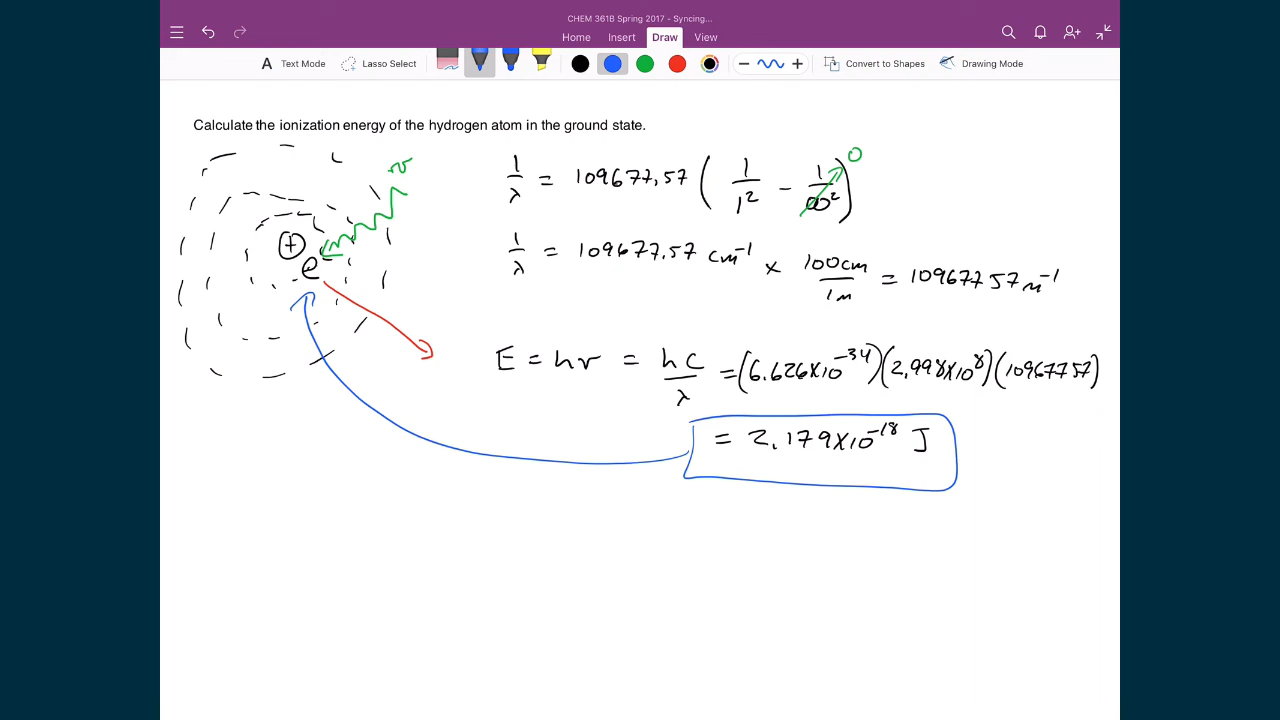 CHEM 361B Spring 2017 - Syncing...
Home Insert Text Draw View
Text Mode Lasso Select Convert to Shapes Drawing Mode
Calculate the ionization energy of the hydrogen atom in the ground state.
1/λ = 109677.57 ( 1/1² - 1/∞² ) 0
1/λ = 109677.57 cm⁻¹ × 100cm/1m = 10967757 m⁻¹
+
e
E = hν = hc/λ = (6.626×10⁻³⁴)(2.998×10⁸)(10967757)
= 2.179×10⁻¹⁸ J